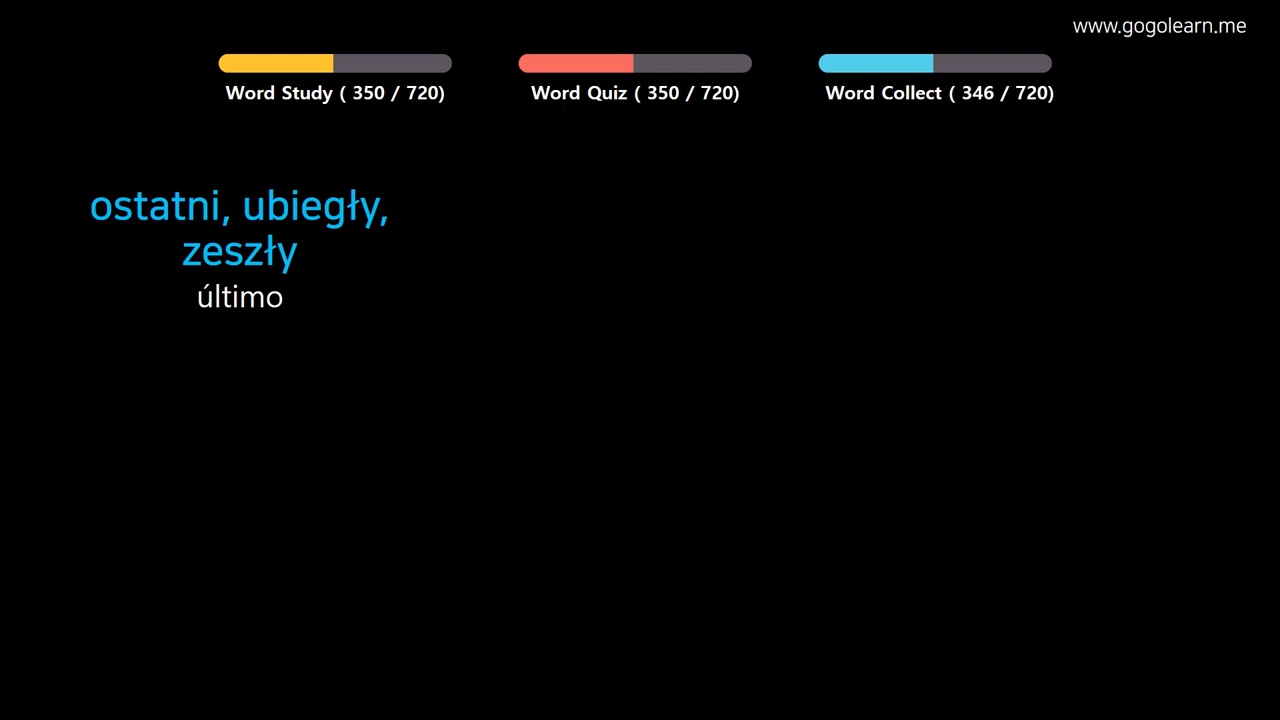 www.gogolearn.me
Word Study ( 350 / 720)
Word Quiz ( 350 / 720)
Word Collect ( 346 / 720)
ostatni, ubiegły,
zeszły
último